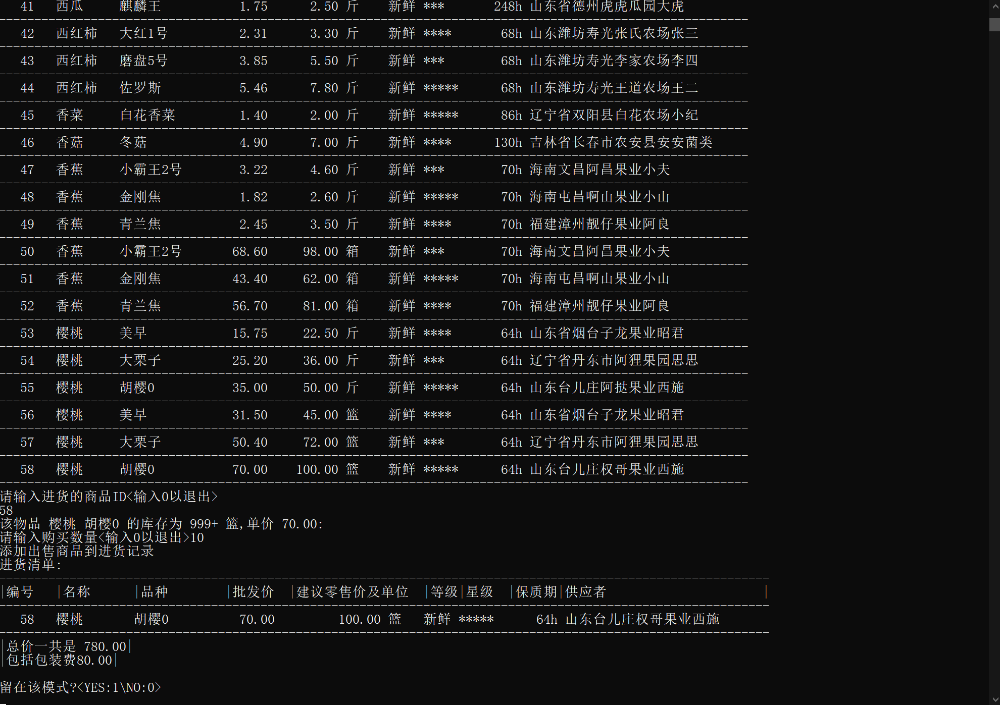 41 西瓜 麒麟王 1.75 2.50 斤 新鲜 *** 248h 山东省德州虎虎瓜园大虎
42 西红柿 大红1号 2.31 3.30 斤 新鲜 **** 68h 山东潍坊寿光张氏农场张三
43 西红柿 磨盘5号 3.85 5.50 斤 新鲜 *** 68h 山东潍坊寿光李家农场李四
44 西红柿 佐罗斯 5.46 7.80 斤 新鲜 ***** 68h 山东潍坊寿光王道农场王二
45 香菜 白花香菜 1.40 2.00 斤 新鲜 ***** 86h 辽宁省双阳县白花农场小纪
46 香菇 冬菇 4.90 7.00 斤 新鲜 **** 130h 吉林省长春市农安县安安菌类
47 香蕉 小霸王2号 3.22 4.60 斤 新鲜 *** 70h 海南文昌阿昌果业小夫
48 香蕉 金刚焦 1.82 2.60 斤 新鲜 ***** 70h 海南屯昌啊山果业小山
49 香蕉 青兰焦 2.45 3.50 斤 新鲜 **** 70h 福建漳州靓仔果业阿良
50 香蕉 小霸王2号 68.60 98.00 箱 新鲜 *** 70h 海南文昌阿昌果业小夫
51 香蕉 金刚焦 43.40 62.00 箱 新鲜 ***** 70h 海南屯昌啊山果业小山
52 香蕉 青兰焦 56.70 81.00 箱 新鲜 **** 70h 福建漳州靓仔果业阿良
53 樱桃 美早 15.75 22.50 斤 新鲜 **** 64h 山东省烟台子龙果业昭君
54 樱桃 大栗子 25.20 36.00 斤 新鲜 *** 64h 辽宁省丹东市阿狸果园思思
55 樱桃 胡樱0 35.00 50.00 斤 新鲜 ***** 64h 山东台儿庄阿挞果业西施
56 樱桃 美早 31.50 45.00 篮 新鲜 **** 64h 山东省烟台子龙果业昭君
57 樱桃 大栗子 50.40 72.00 篮 新鲜 *** 64h 辽宁省丹东市阿狸果园思思
58 樱桃 胡樱0 70.00 100.00 篮 新鲜 ***** 64h 山东台儿庄权哥果业西施
请输入进货的商品ID<输入0以退出>
58
该物品 樱桃 胡樱0 的库存为 999+ 篮,单价 70.00:
请输入购买数量<输入0以退出>10
添加出售商品到进货记录
进货清单:
|编号 |名称 |品种 |批发价 |建议零售价及单位 |等级|星级 |保质期|供应者 |
58 樱桃 胡樱0 70.00 100.00 篮 新鲜 ***** 64h 山东台儿庄权哥果业西施
|总价一共是 780.00|
|包括包装费80.00|
留在该模式?<YES:1\NO:0>